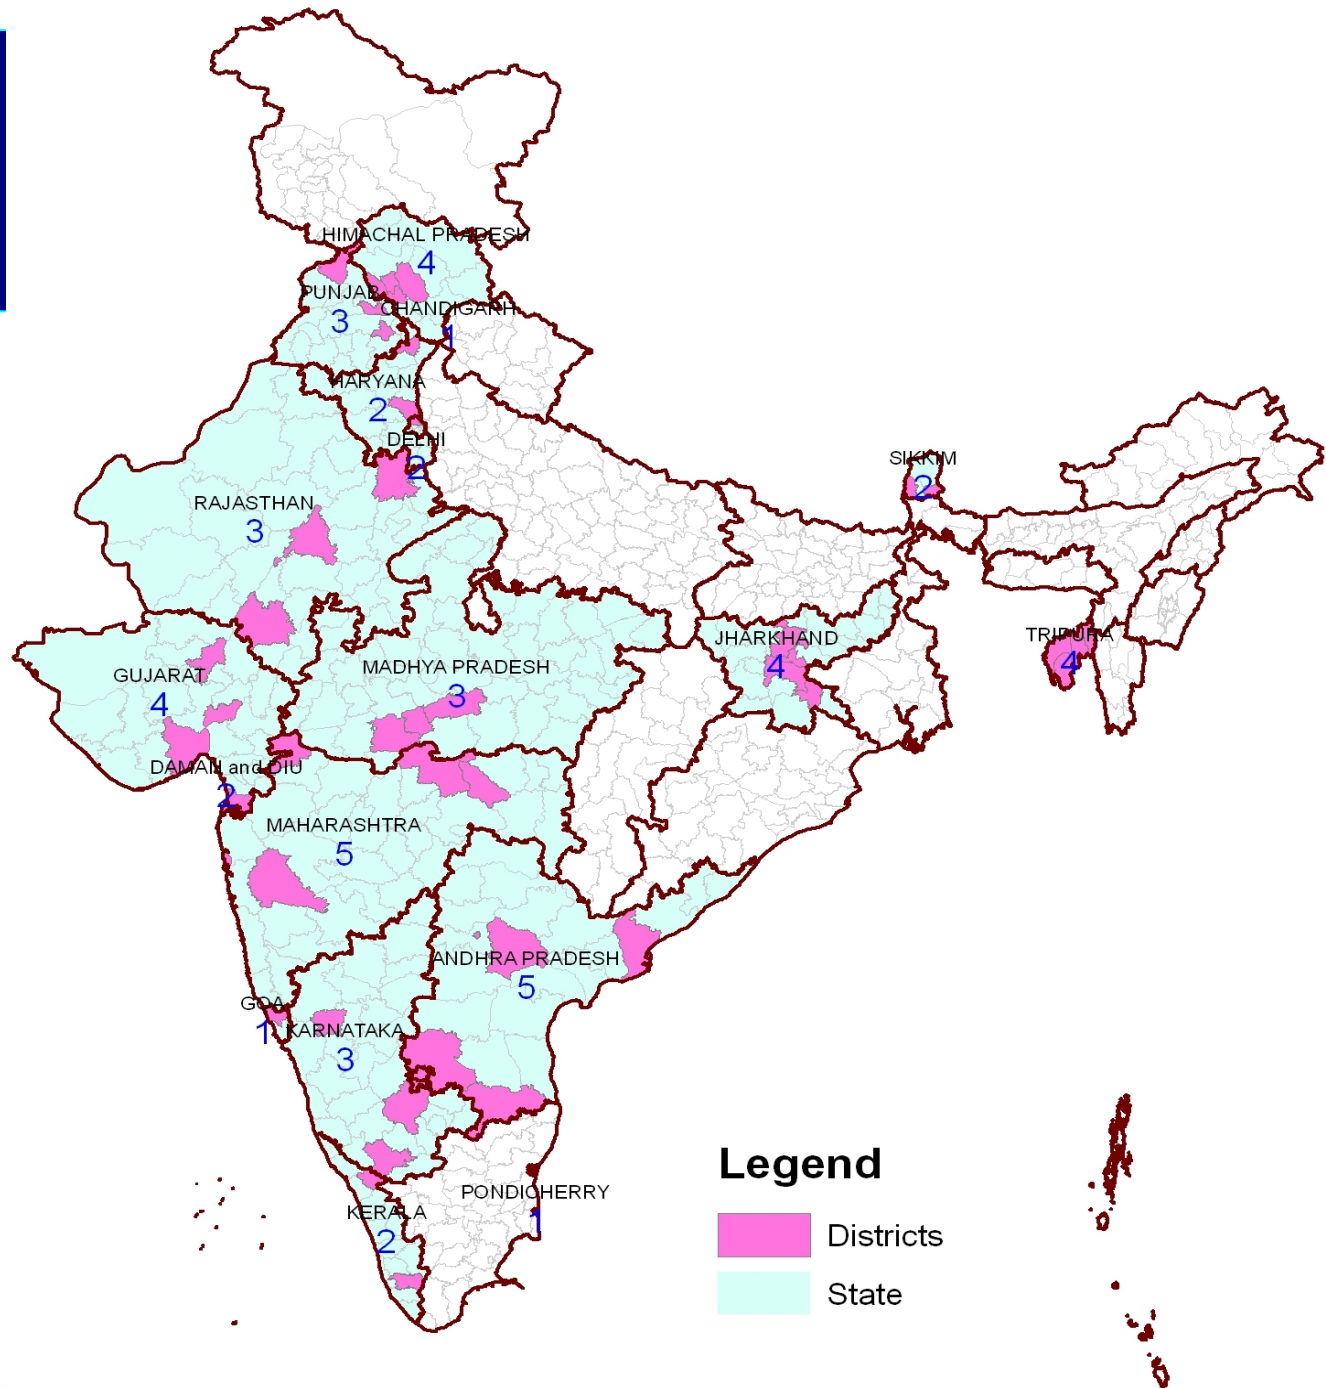 HIMACHAL PRADESH
4
PUNJAB
3
CHANDIGARH
1
HARYANA
2
DELHI
2
SIKKIM
2
RAJASTHAN
3
TRIPURA
4
JHARKHAND
4
MADHYA PRADESH
3
GUJARAT
4
DAMAN and DIU
2
MAHARASHTRA
5
ANDHRA PRADESH
5
GOA
1
KARNATAKA
3
Legend
PONDICHERRY
1
KERALA
2
Districts
State